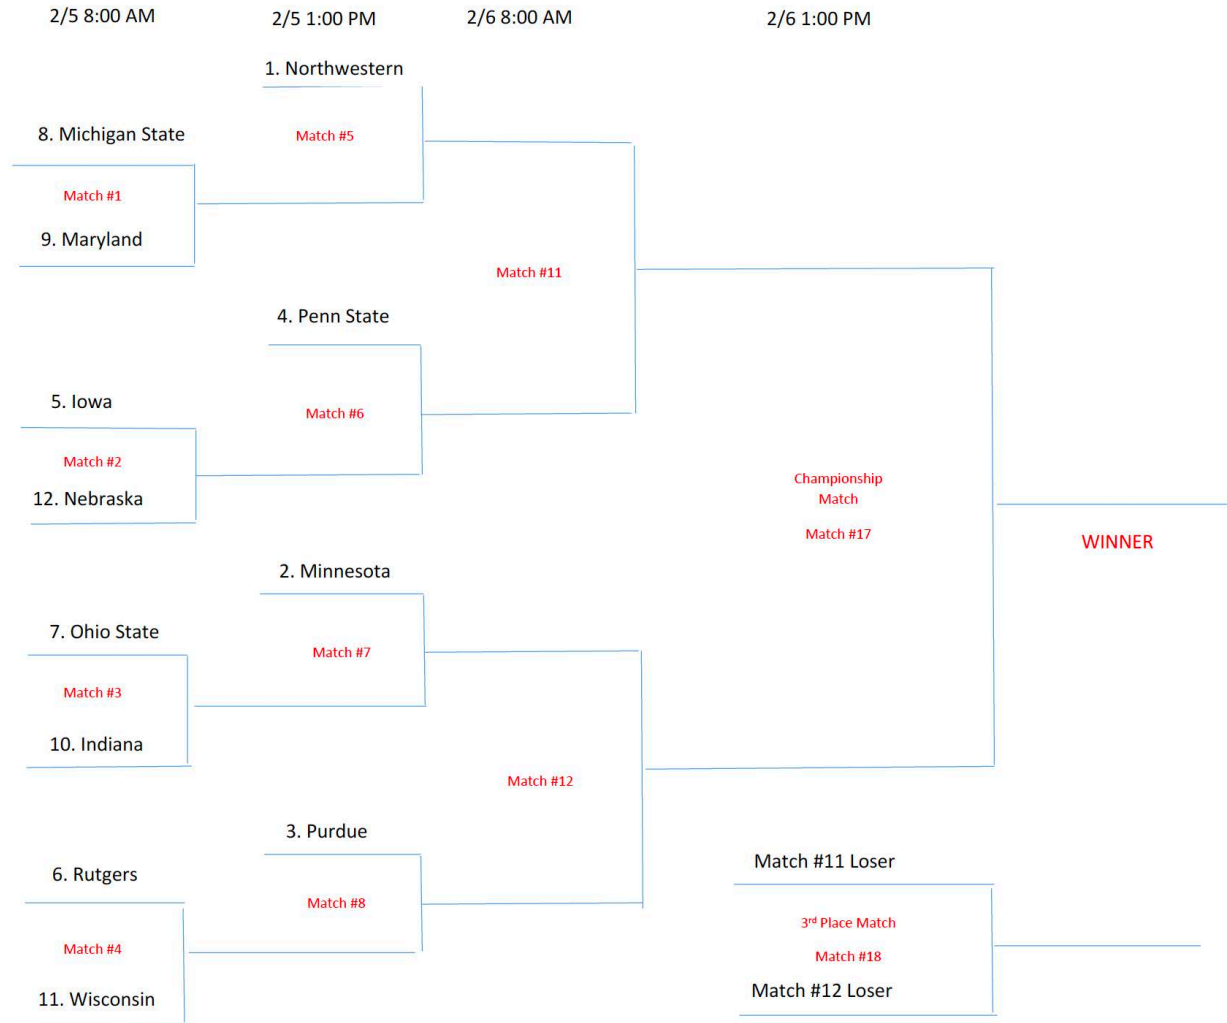 2/5 8:00 AM
2/5 1:00 PM
2/6 8:00 AM
2/6 1:00 PM
1. Northwestern
8. Michigan State
Match #5
Match #1
9. Maryland
Match #11
4. Penn State
5. Iowa
Match #6
Match #2
12. Nebraska
Championship
Match
Match #17
WINNER
2. Minnesota
7. Ohio State
Match #7
Match #3
10. Indiana
Match #12
3. Purdue
6. Rutgers
Match #8
Match #4
11. Wisconsin
Match #11 Loser
3rd Place Match
Match #18
Match #12 Loser